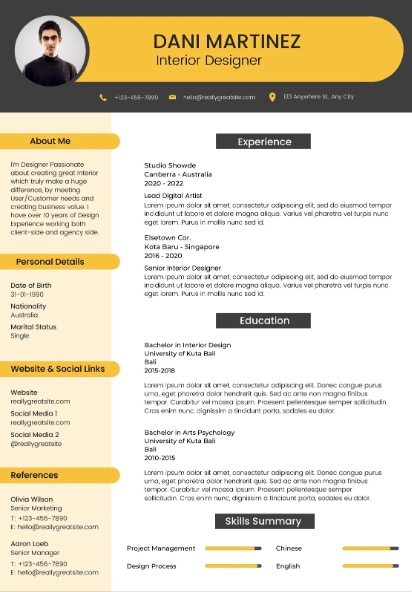 DANI MARTINEZ
Interior Designer
+123-456-7890
hello@reallygreatsite.com
123 Anywhere St., Any City
About Me
I'm Designer Passionate
about creating great interior
which truly make a huge
difference, by meeting
User/Customer needs and
creating business value. I
have over 10 years of Design
Experience working both
client-side and agency side.
Personal Details
Date of Birth
31-01-1990
Nationality
Australia
Marital Status
Single
Website & Social Links
Website
reallygreatsite.com
Social Media 1
reallygreatsite.com
Social Media 2
@reallygreatsite
References
Olivia Wilson
Senior Marketing
T: +123-456-7890
E: hello@reallygreatsite.com
Aaron Loeb
Senior Manager
T: +123-456-7890
E: hello@reallygreatsite.com
Experience
Studio Showde
Canberra - Australia
2020 - 2022
Lead Digital Artist
Lorem ipsum dolor sit amet, consectetur adipiscing elit, sed do eiusmod tempor
incididunt ut labore et dolore magna aliqua. Varius vel pharetra vel turpis nunc
eget lorem. Purus in mollis nunc sed id.
Elsetown Cor.
Kota Baru - Singapore
2016 - 2020
Senior Interior Designer
Lorem ipsum dolor sit amet, consectetur adipiscing elit, sed do eiusmod tempor
incididunt ut labore et dolore magna aliqua. Varius vel pharetra vel turpis nunc
eget lorem. Purus in mollis nunc sed id.
Education
Bachelor in Interior Design
University of Kuta Bali
Bali
2015-2018
Lorem ipsum dolor sit amet, consectetur adipiscing elit. Donec congue purus
urna, eget pharetra dolor hendrerit quis. Sed ac ante non magna finibus
tempor. Curabitur vel massa ipsum. Praesent pellentesque semper sollicitudin.
Cras enim nunc, dignissim a tincidunt porta, sodales eu dolor.
Bachelor in Arts Psychology
University of Kuta Bali
Bali
2010-2015
Lorem ipsum dolor sit amet, consectetur adipiscing elit. Donec congue purus
urna, eget pharetra dolor hendrerit quis. Sed ac ante non magna finibus
tempor. Curabitur vel massa ipsum. Praesent pellentesque semper
sollicitudin. Cras enim nunc, dignissim a tincidunt porta, sodales eu
Skills Summary
Project Management
Chinese
Design Process
English